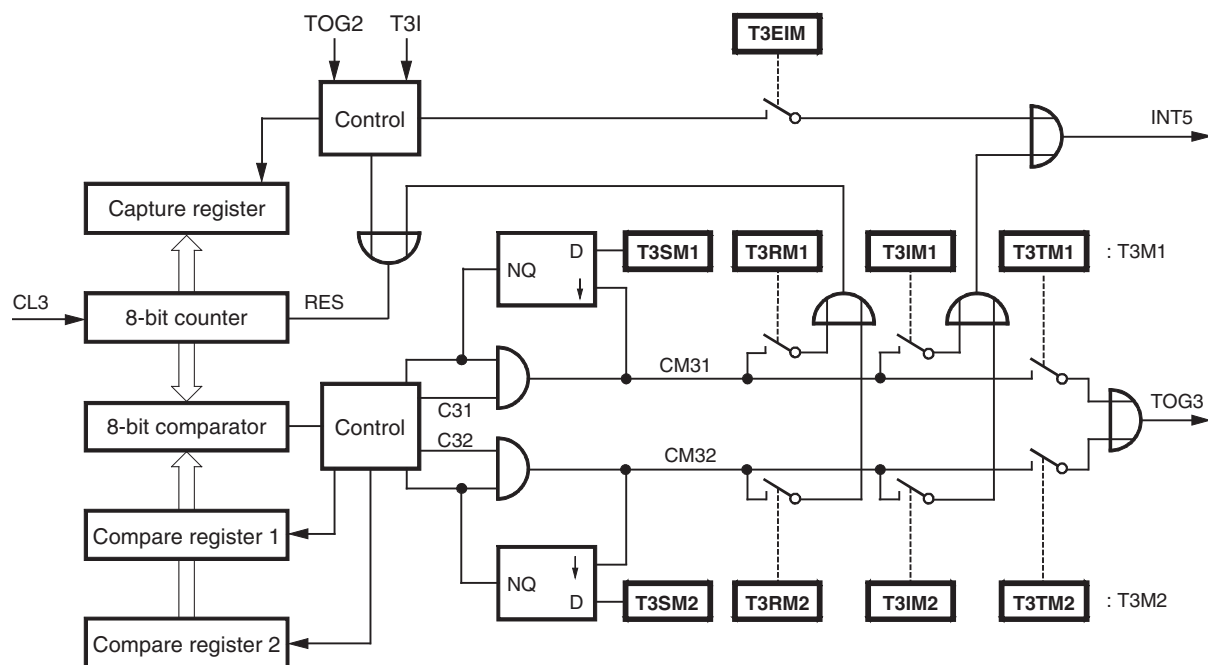 TOG2 T3I
T3EIM
Control
INT5
Capture register
D
NQ
T3SM1
T3RM1
T3IM1
T3TM1
: T3M1
CL3
8-bit counter
RES
CM31
C31
8-bit comparator
Control
C32
TOG3
CM32
Compare register 1
NQ
D
T3SM2
T3RM2
T3IM2
T3TM2
: T3M2
Compare register 2